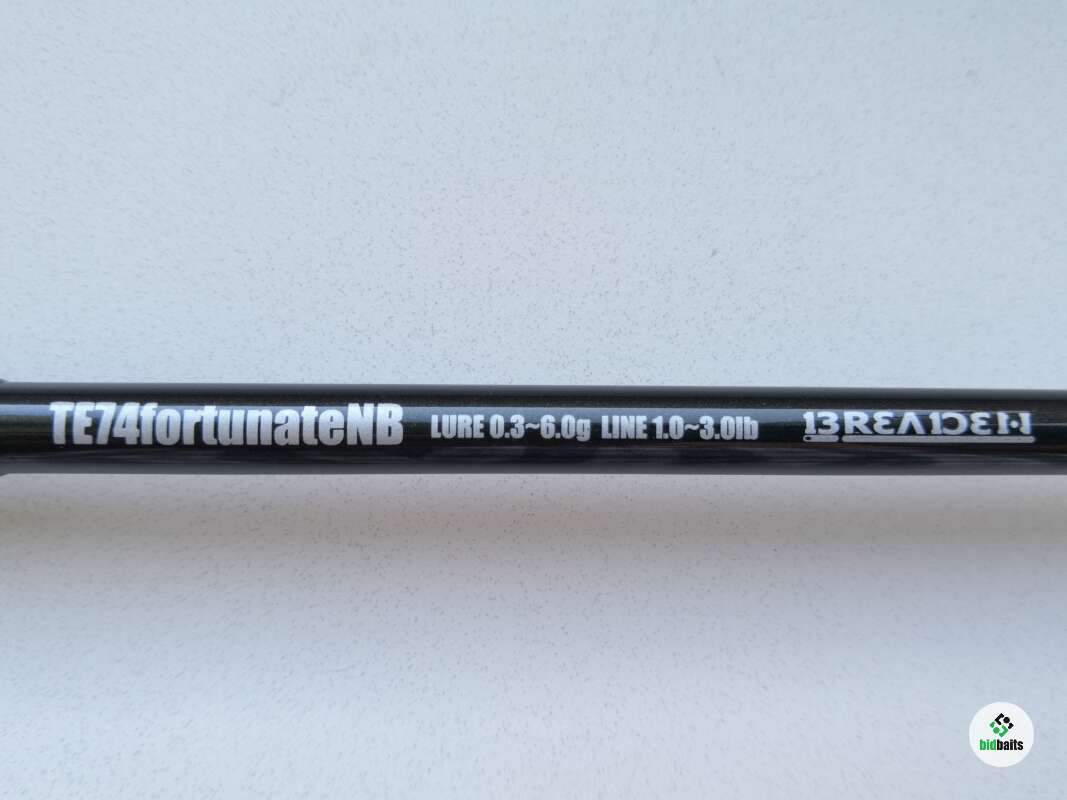 TE74fortunateNB LURE 0.3~6.0g LINE 1.0~3.0lb BREADEN
bidbaits